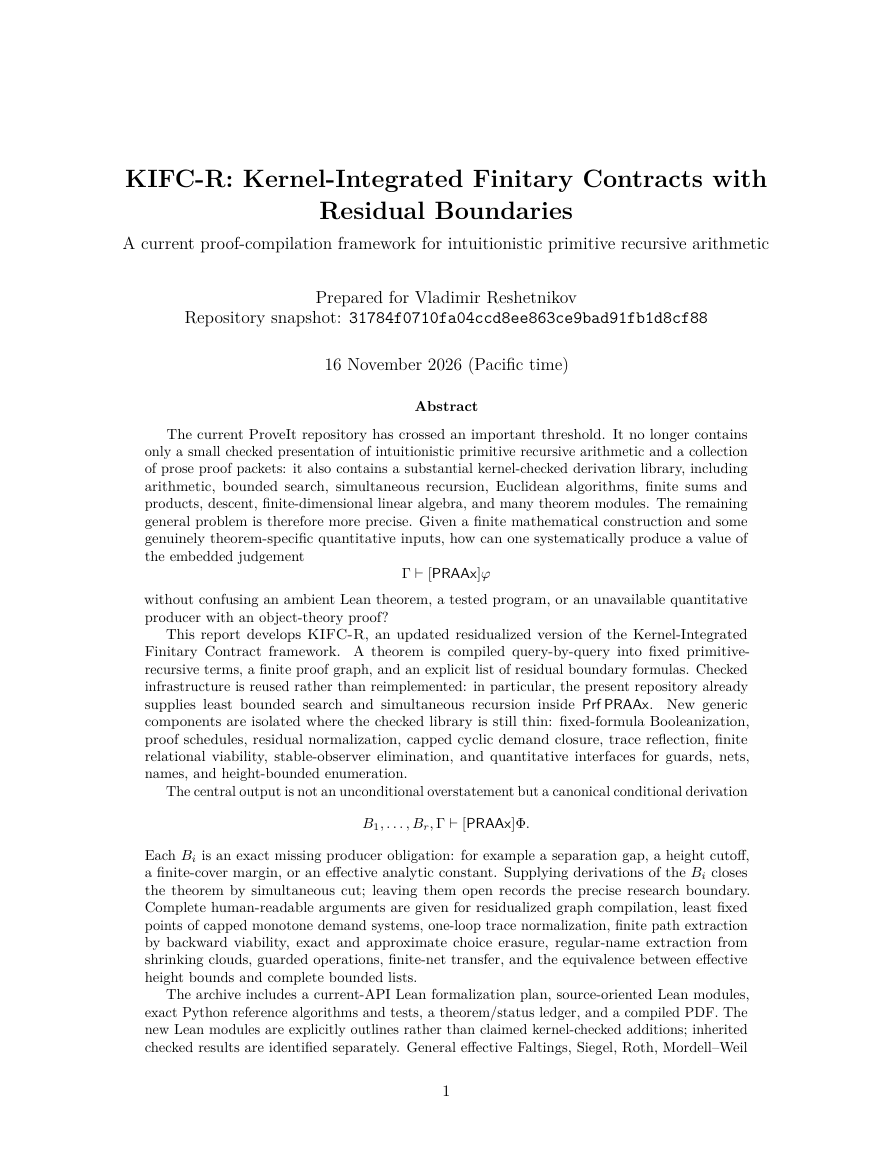 KIFC-R: Kernel-Integrated Finitary Contracts with
Residual Boundaries
A current proof-compilation framework for intuitionistic primitive recursive arithmetic
Prepared for Vladimir Reshetnikov
Repository snapshot: 31784f0710fa04ccd8ee863ce9bad91fb1d8cf88
16 November 2026 (Pacific time)
Abstract
The current ProveIt repository has crossed an important threshold. It no longer contains
only a small checked presentation of intuitionistic primitive recursive arithmetic and a collection
of prose proof packets: it also contains a substantial kernel-checked derivation library, including
arithmetic, bounded search, simultaneous recursion, Euclidean algorithms, finite sums and
products, descent, finite-dimensional linear algebra, and many theorem modules. The remaining
general problem is therefore more precise. Given a finite mathematical construction and some
genuinely theorem-specific quantitative inputs, how can one systematically produce a value of
the embedded judgement
Γ ⊢ [PRAAx]φ
without confusing an ambient Lean theorem, a tested program, or an unavailable quantitative
producer with an object-theory proof?
This report develops KIFC-R, an updated residualized version of the Kernel-Integrated
Finitary Contract framework. A theorem is compiled query-by-query into fixed primitive-
recursive terms, a finite proof graph, and an explicit list of residual boundary formulas. Checked
infrastructure is reused rather than reimplemented: in particular, the present repository already
supplies least bounded search and simultaneous recursion inside Prf PRAAx. New generic
components are isolated where the checked library is still thin: fixed-formula Booleanization,
proof schedules, residual normalization, capped cyclic demand closure, trace reflection, finite
relational viability, stable-observer elimination, and quantitative interfaces for guards, nets,
names, and height-bounded enumeration.
The central output is not an unconditional overstatement but a canonical conditional derivation
B₁, . . . , Bᵣ, Γ ⊢ [PRAAx]Φ.
Each Bᵢ is an exact missing producer obligation: for example a separation gap, a height cutoff,
a finite-cover margin, or an effective analytic constant. Supplying derivations of the Bᵢ closes
the theorem by simultaneous cut; leaving them open records the precise research boundary.
Complete human-readable arguments are given for residualized graph compilation, least fixed
points of capped monotone demand systems, one-loop trace normalization, finite path extraction
by backward viability, exact and approximate choice erasure, regular-name extraction from
shrinking clouds, guarded operations, finite-net transfer, and the equivalence between effective
height bounds and complete bounded lists.
The archive includes a current-API Lean formalization plan, source-oriented Lean modules,
exact Python reference algorithms and tests, a theorem/status ledger, and a compiled PDF. The
new Lean modules are explicitly outlines rather than claimed kernel-checked additions; inherited
checked results are identified separately. General effective Faltings, Siegel, Roth, Mordell–Weil
1